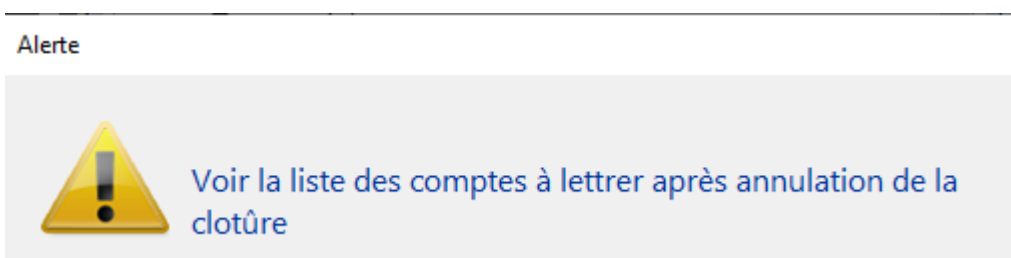 Alerte
Voir la liste des comptes à lettrer après annulation de la
clotûre